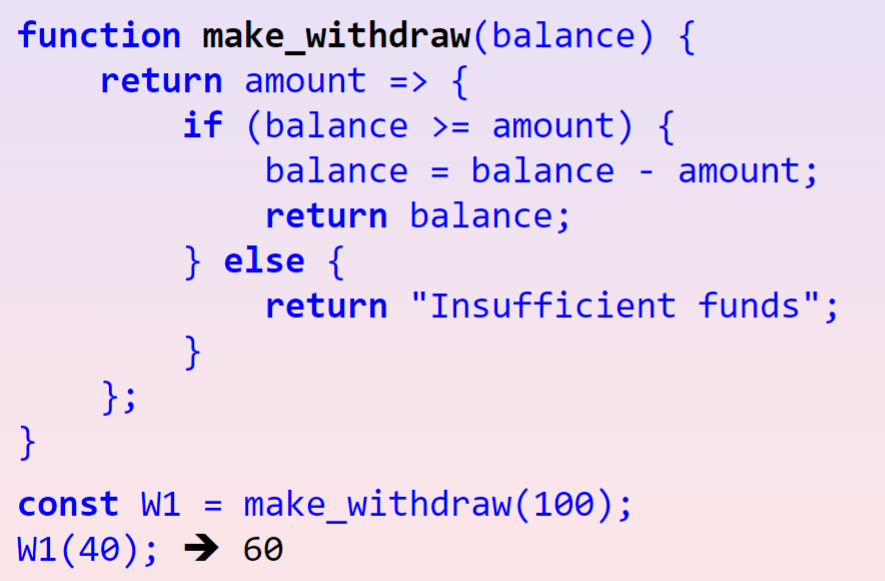 function make_withdraw(balance) {
    return amount => {
        if (balance >= amount) {
            balance = balance - amount;
            return balance;
        } else {
            return "Insufficient funds";
        }
    };
}
const W1 = make_withdraw(100);
W1(40); ➔ 60